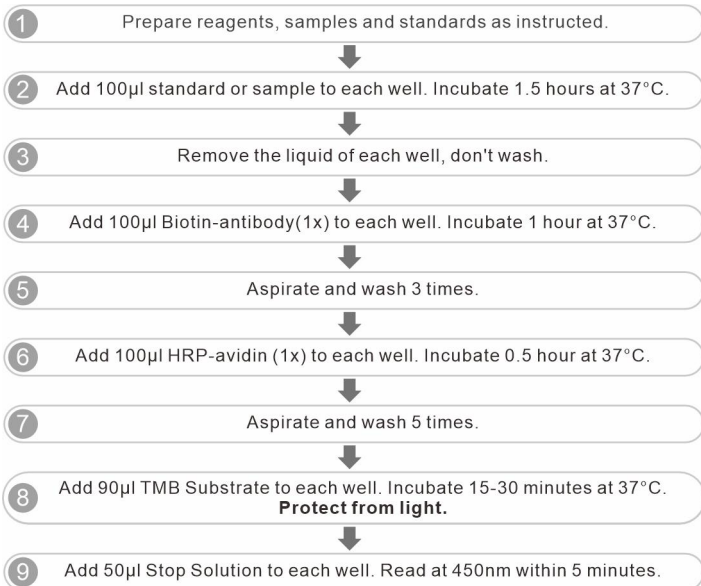 1 Prepare reagents, samples and standards as instructed.
2 Add 100µl standard or sample to each well. Incubate 1.5 hours at 37°C.
3 Remove the liquid of each well, don't wash.
4 Add 100µl Biotin-antibody(1x) to each well. Incubate 1 hour at 37°C.
5 Aspirate and wash 3 times.
6 Add 100µl HRP-avidin (1x) to each well. Incubate 0.5 hour at 37°C.
7 Aspirate and wash 5 times.
8 Add 90µl TMB Substrate to each well. Incubate 15-30 minutes at 37°C.
Protect from light.
9 Add 50µl Stop Solution to each well. Read at 450nm within 5 minutes.